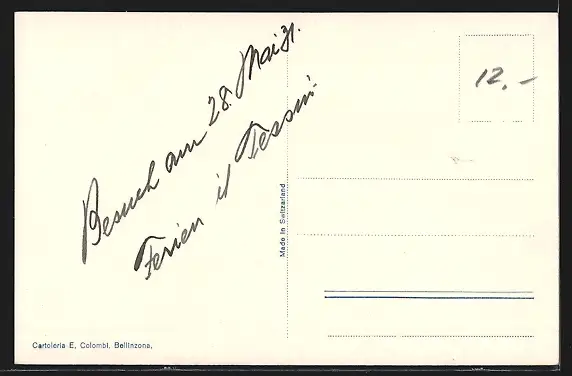 Besuch am 28. Mai 31.
Ferien il Tessin.
12.-
Made in Switzerland
Cartoleria E. Colombi, Bellinzona.